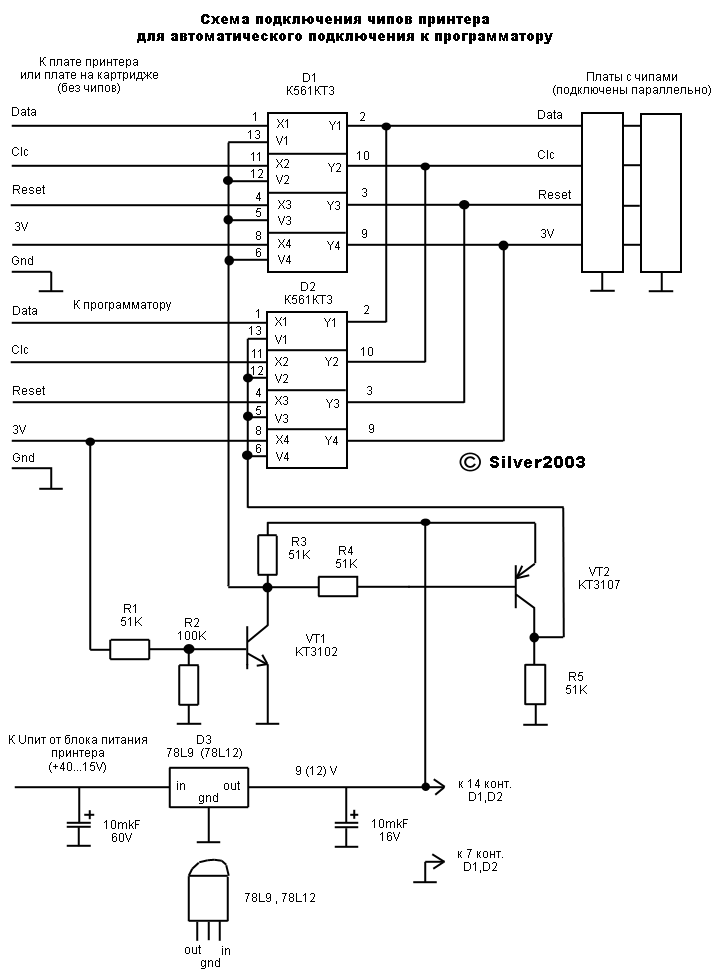 Схема подключения чипов принтера
для автоматического подключения к программатору
К плате принтера
или плате на картридже
(без чипов)
D1
К561КТ3
Платы с чипами
(подключены параллельно)
Data
1
X1
Y1
2
Data
13
V1
Clc
11
X2
Y2
10
Clc
12
V2
Reset
4
X3
Y3
3
Reset
5
V3
3V
8
X4
Y4
9
3V
6
V4
Gnd
D2
К561КТ3
К программатору
Data
1
X1
Y1
2
13
V1
Clc
11
X2
Y2
10
12
V2
Reset
4
X3
Y3
3
5
V3
3V
8
X4
Y4
9
6
V4
Gnd
© Silver2003
R3
51K
R4
51K
VT2
KT3107
R1
51K
R2
100K
VT1
KT3102
R5
51K
К Uпит от блока питания
принтера
(+40...15V)
D3
78L9 (78L12)
in
out
gnd
9 (12) V
к 14 конт.
D1,D2
+
10mkF
60V
+
10mkF
16V
к 7 конт.
D1,D2
78L9 , 78L12
out
in
gnd